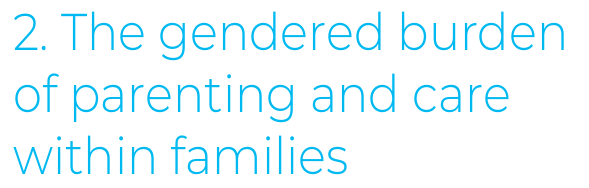 2. The gendered burden
of parenting and care
within families